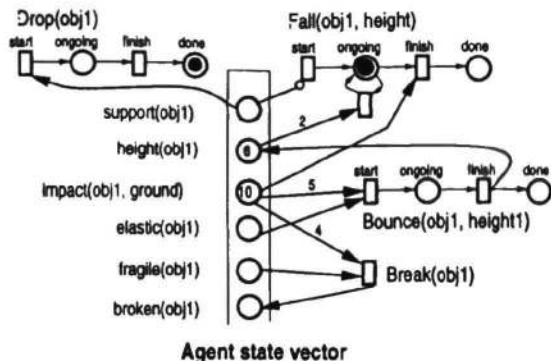 Drop(obj1)
start ongoing finish done
Fall(obj1, height)
start ongoing finish done
support(obj1)
2
height(obj1)
6
impact(obj1, ground)
10
5
start ongoing finish done
elastic(obj1)
Bounce(obj1, height1)
4
fragile(obj1)
Break(obj1)
broken(obj1)
Agent state vector